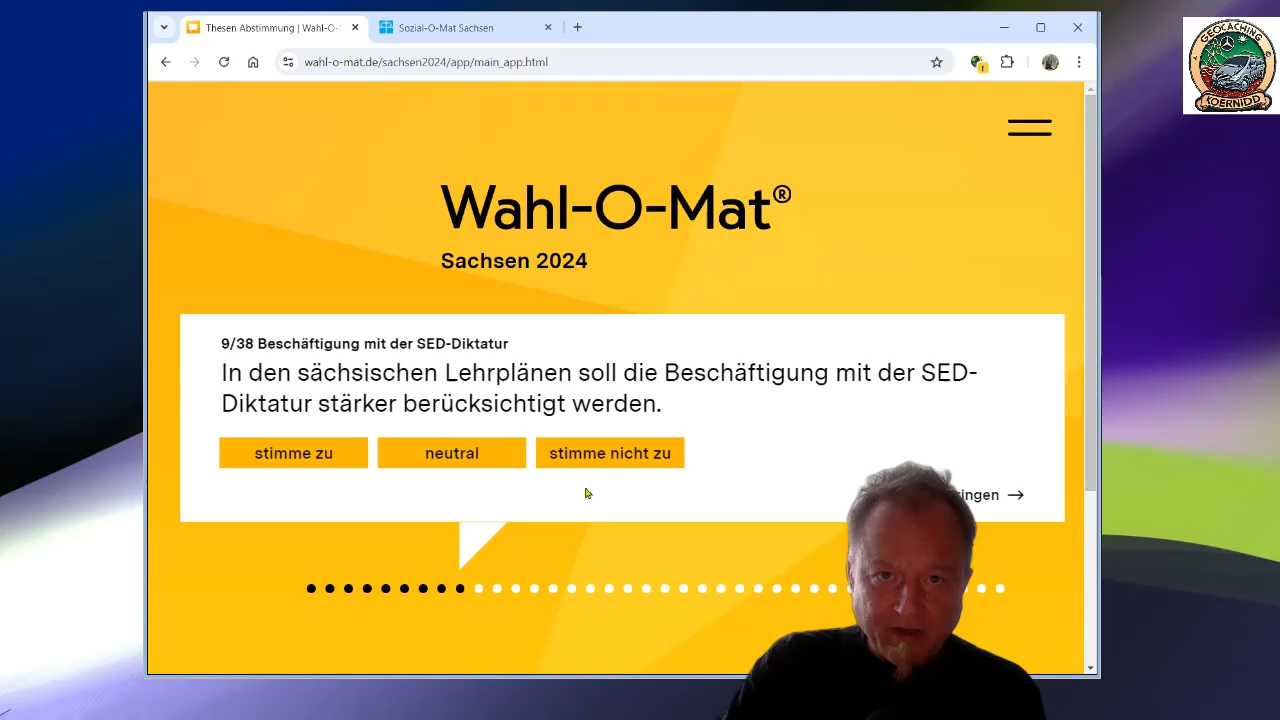 Thesen Abstimmung | Wahl-O-
Sozial-O-Mat Sachsen
wahl-o-mat.de/sachsen2024/app/main_app.html
GEOCACHING
KOERNIDD
Wahl-O-Mat®
Sachsen 2024
9/38 Beschäftigung mit der SED-Diktatur
In den sächsischen Lehrplänen soll die Beschäftigung mit der SED-
Diktatur stärker berücksichtigt werden.
stimme zu
neutral
stimme nicht zu
ringen →